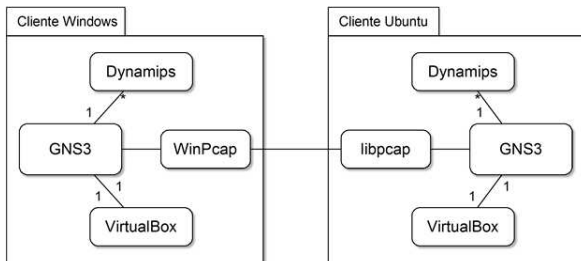 Cliente Windows
Dynamips
*
1
GNS3
WinPcap
1
1
VirtualBox
Cliente Ubuntu
Dynamips
*
1
libpcap
GNS3
1
1
VirtualBox